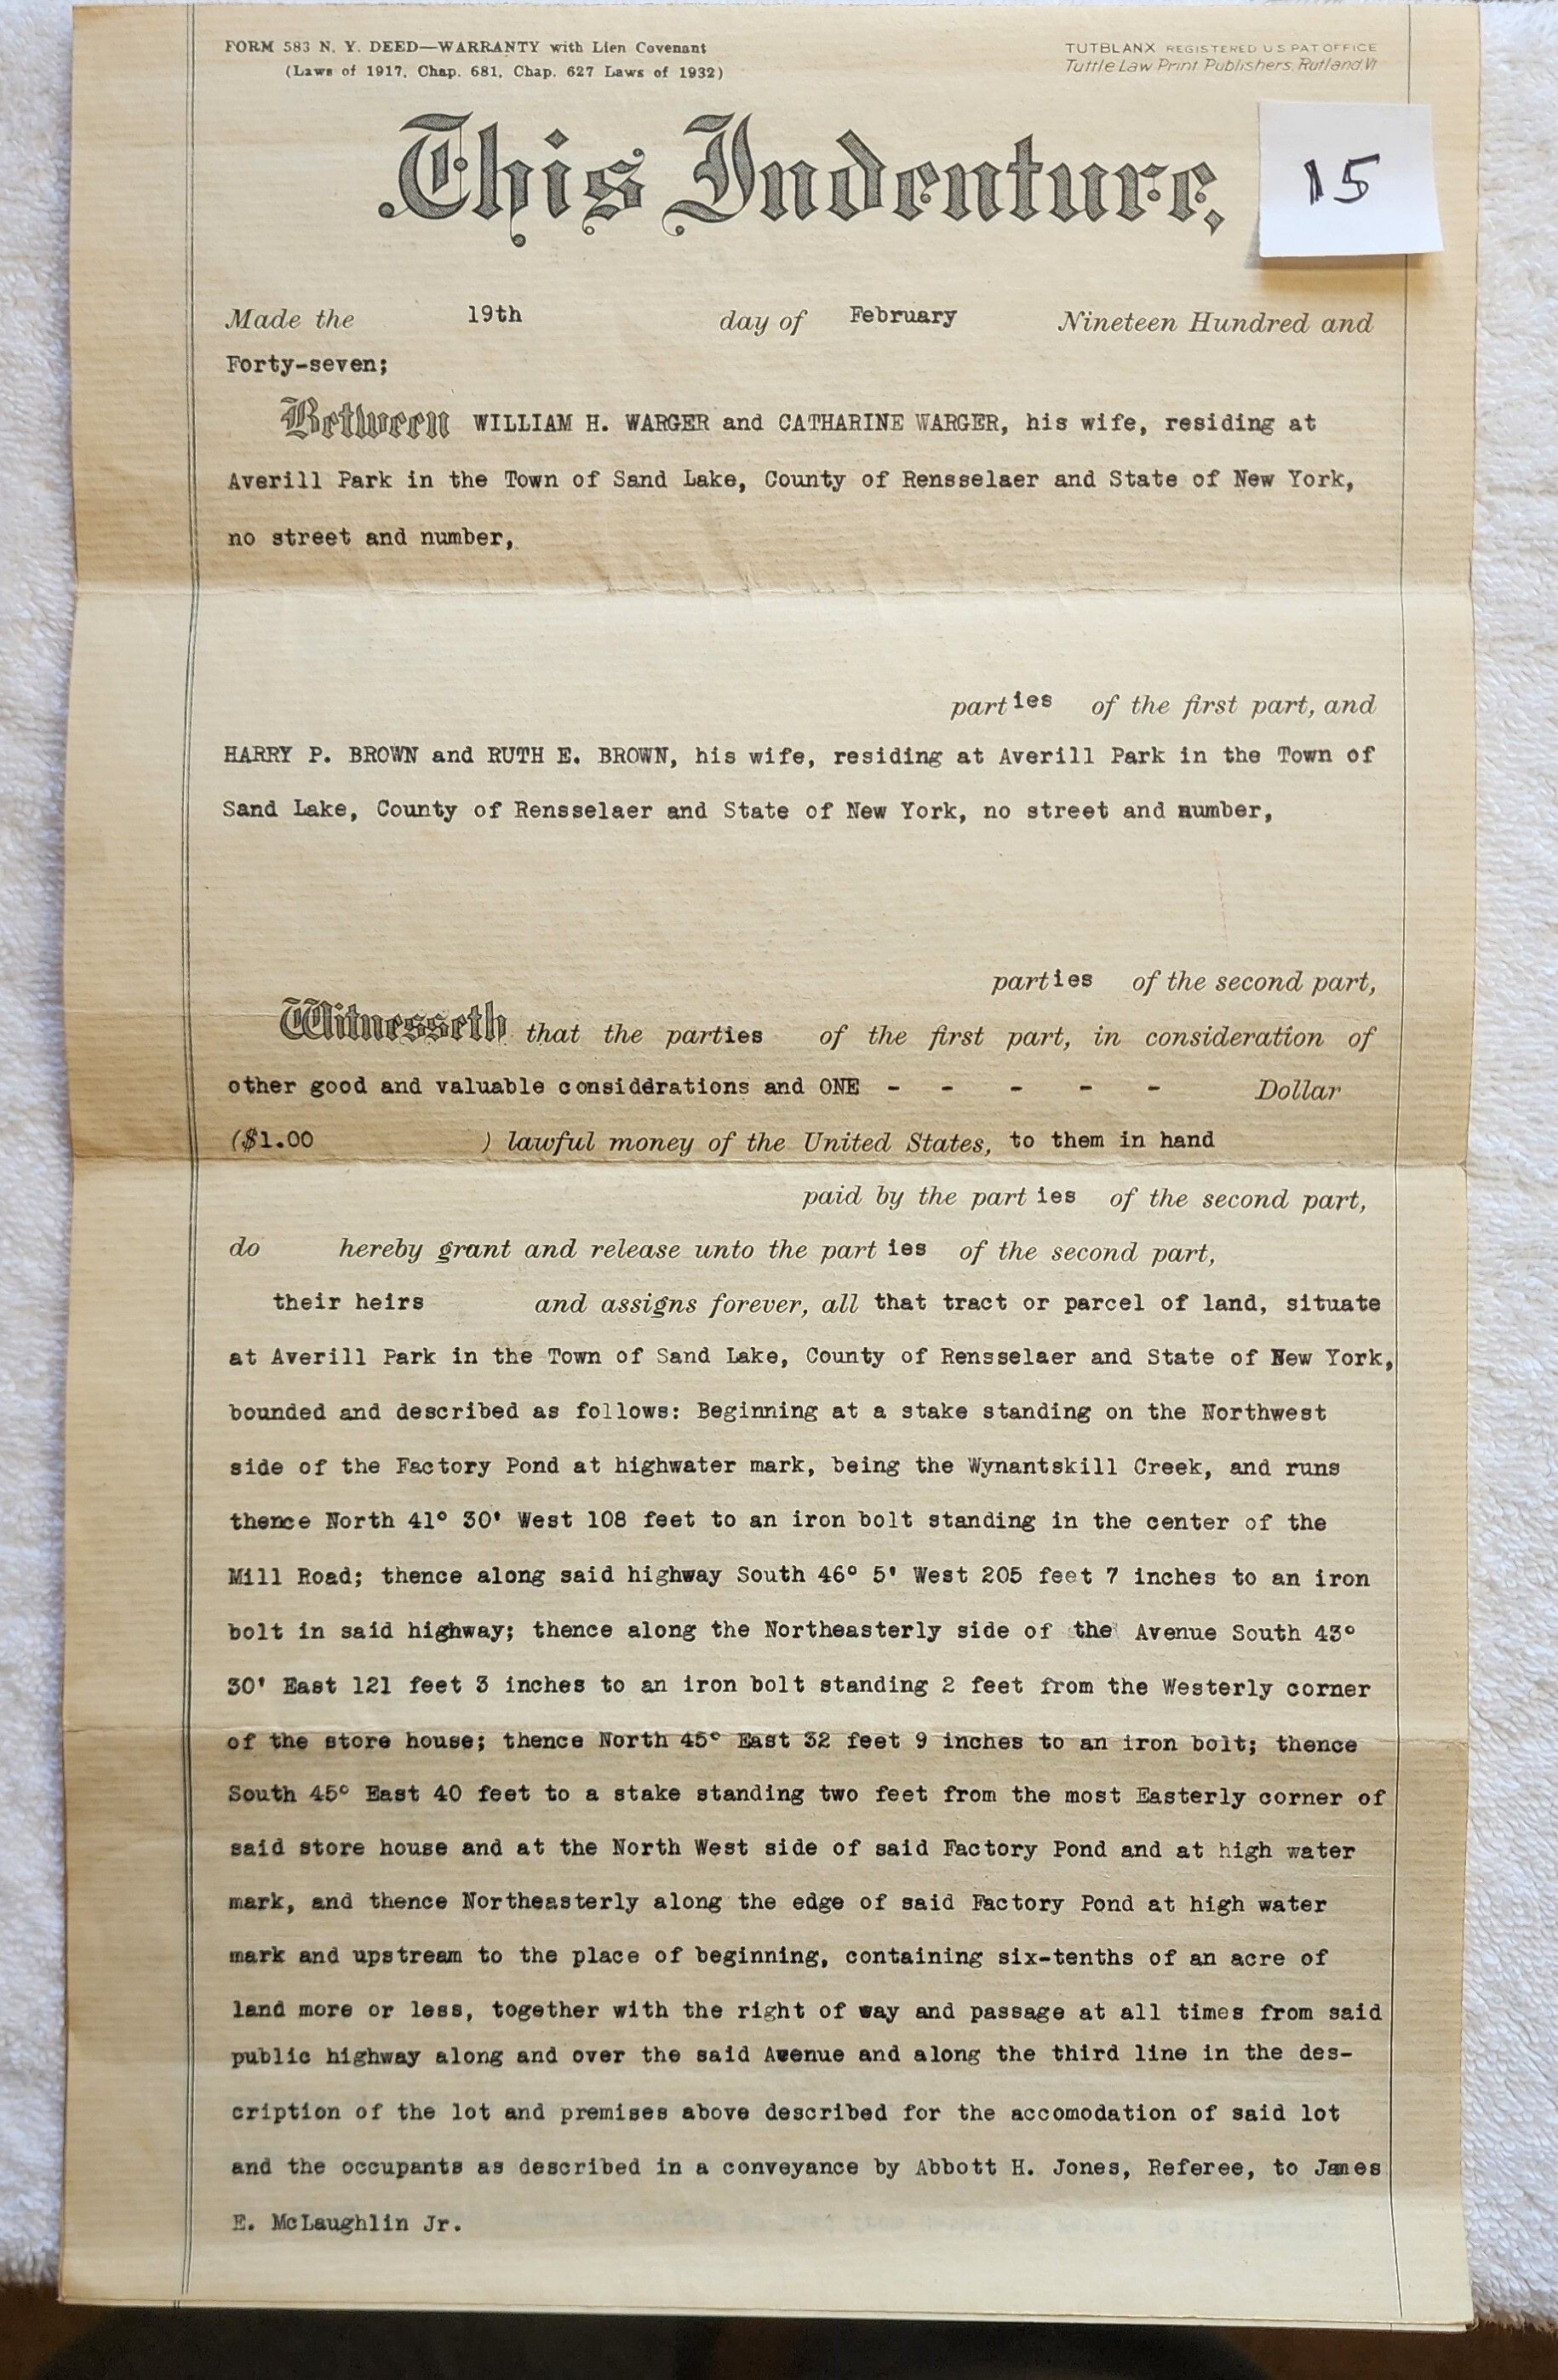 FORM 583 N. Y. DEED—WARRANTY with Lien Covenant
(Laws of 1917, Chap. 681, Chap. 627 Laws of 1932)
TUTBLANX REGISTERED U S PAT OFFICE
Tuttle Law Print Publishers, Rutland Vt
This Indenture,
15
Made the 19th day of February Nineteen Hundred and
Forty-seven;
Between WILLIAM H. WARGER and CATHARINE WARGER, his wife, residing at
Averill Park in the Town of Sand Lake, County of Rensselaer and State of New York,
no street and number,
parties of the first part, and
HARRY P. BROWN and RUTH E. BROWN, his wife, residing at Averill Park in the Town of
Sand Lake, County of Rensselaer and State of New York, no street and number,
parties of the second part,
Witnesseth that the parties of the first part, in consideration of
other good and valuable considerations and ONE - - - - - Dollar
($1.00 ) lawful money of the United States, to them in hand
paid by the parties of the second part,
do hereby grant and release unto the parties of the second part,
their heirs and assigns forever, all that tract or parcel of land, situate
at Averill Park in the Town of Sand Lake, County of Rensselaer and State of New York,
bounded and described as follows: Beginning at a stake standing on the Northwest
side of the Factory Pond at highwater mark, being the Wynantskill Creek, and runs
thence North 41° 30' West 108 feet to an iron bolt standing in the center of the
Mill Road; thence along said highway South 46° 5' West 205 feet 7 inches to an iron
bolt in said highway; thence along the Northeasterly side of the Avenue South 43°
30' East 121 feet 3 inches to an iron bolt standing 2 feet from the Westerly corner
of the store house; thence North 45° East 32 feet 9 inches to an iron bolt; thence
South 45° East 40 feet to a stake standing two feet from the most Easterly corner of
said store house and at the North West side of said Factory Pond and at high water
mark, and thence Northeasterly along the edge of said Factory Pond at high water
mark and upstream to the place of beginning, containing six-tenths of an acre of
land more or less, together with the right of way and passage at all times from said
public highway along and over the said Avenue and along the third line in the des-
cription of the lot and premises above described for the accomodation of said lot
and the occupants as described in a conveyance by Abbott H. Jones, Referee, to James
E. McLaughlin Jr.